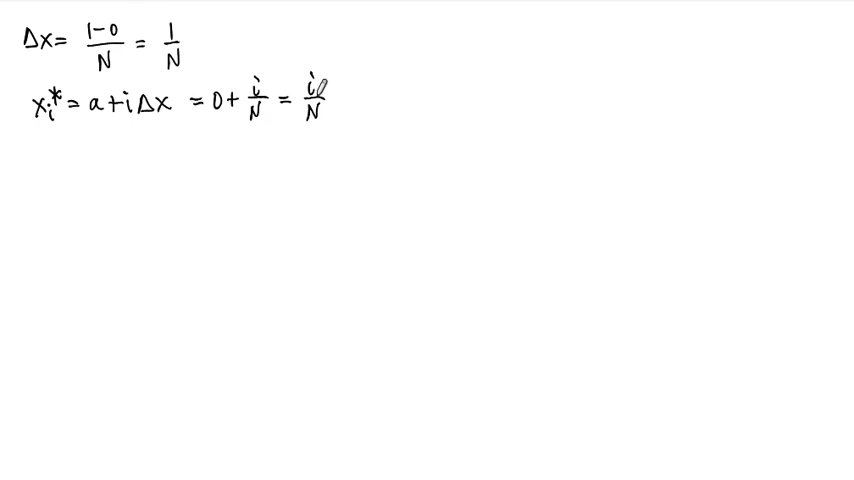 Δx = (1-0)/N = 1/N
xᵢ* = a + iΔx = 0 + i/N = i/N